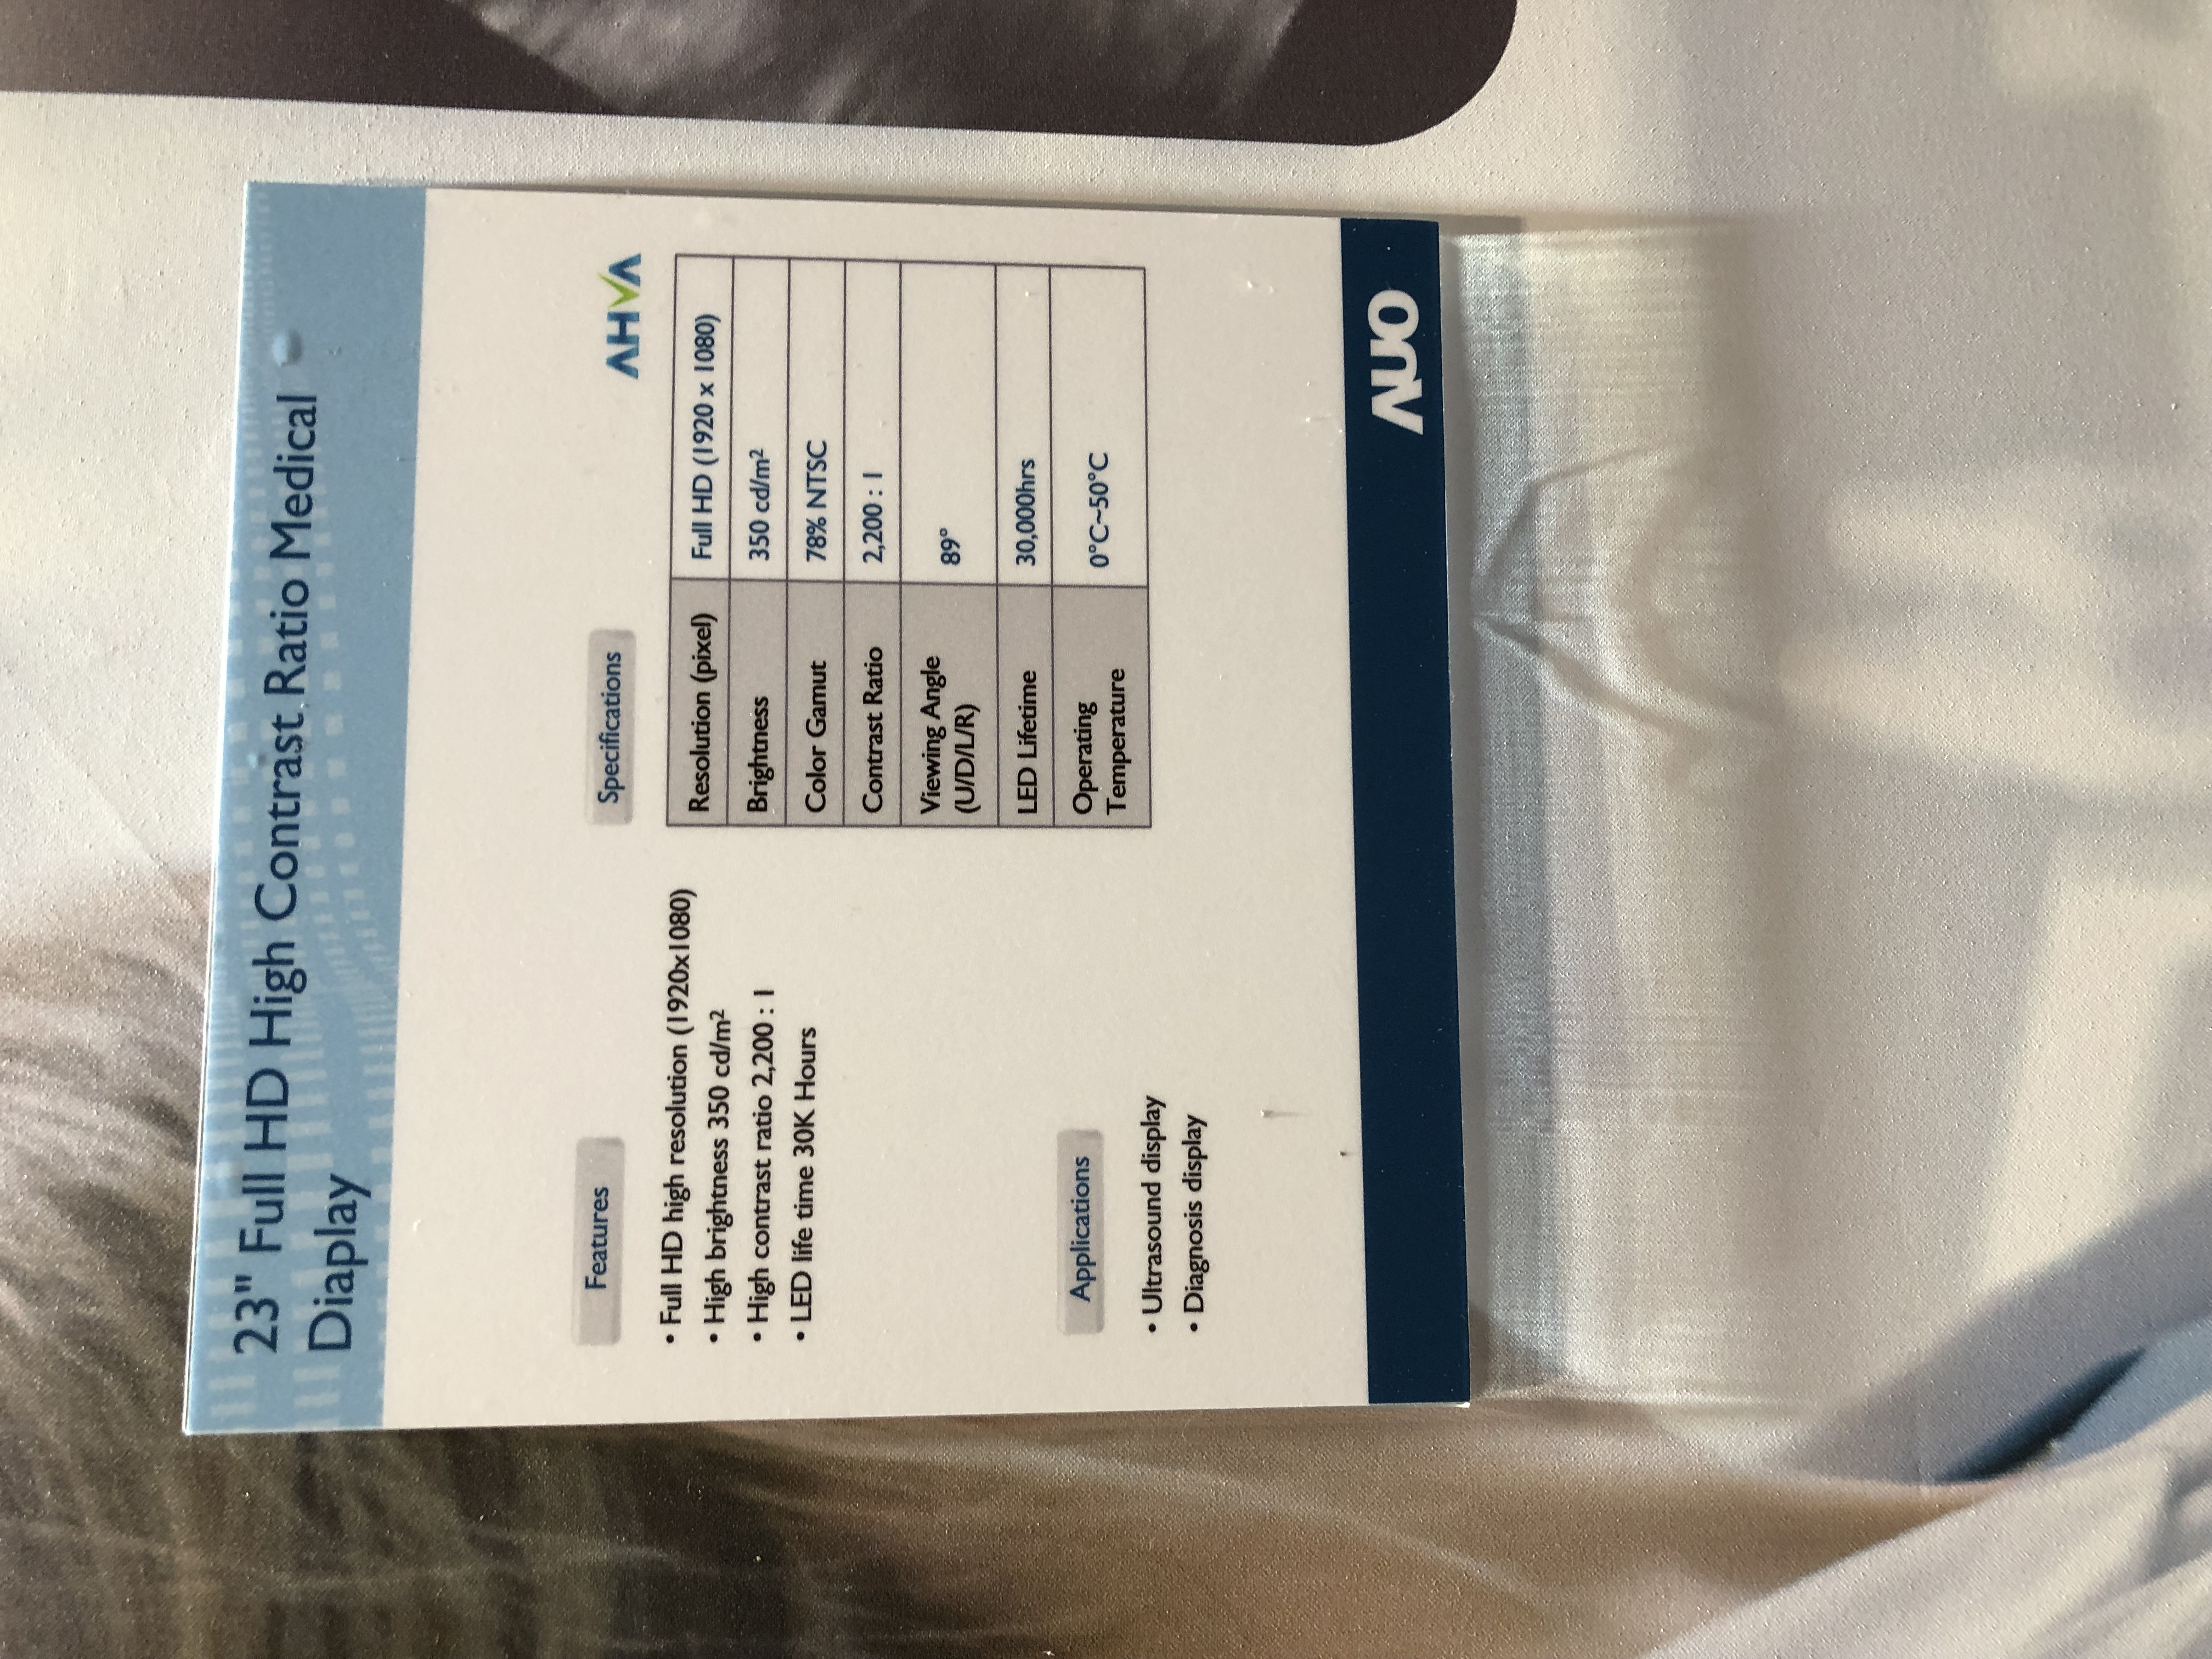 23" Full HD High Contrast Ratio Medical
Diaplay
Features
• Full HD high resolution (1920x1080)
• High brightness 350 cd/m²
• High contrast ratio 2,200 : 1
• LED life time 30K Hours
Applications
• Ultrasound display
• Diagnosis display
Specifications
AHVA
Resolution (pixel) Full HD (1920 x 1080)
Brightness 350 cd/m²
Color Gamut 78% NTSC
Contrast Ratio 2,200 : 1
Viewing Angle
(U/D/L/R) 89°
LED Lifetime 30,000hrs
Operating
Temperature 0°C~50°C
AUO